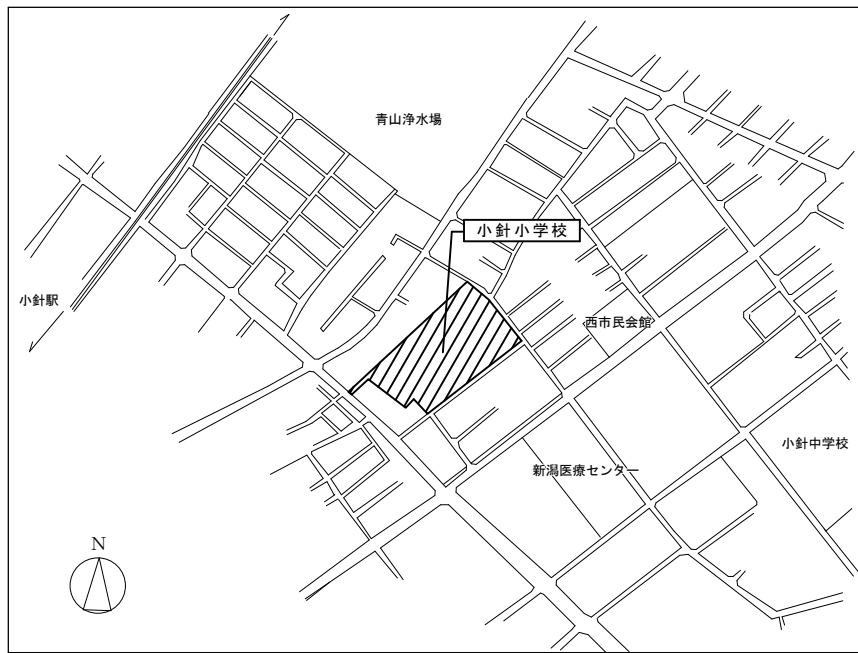 青山浄水場
小針小学校
小針駅
西市民会館
小針中学校
新潟医療センター
N